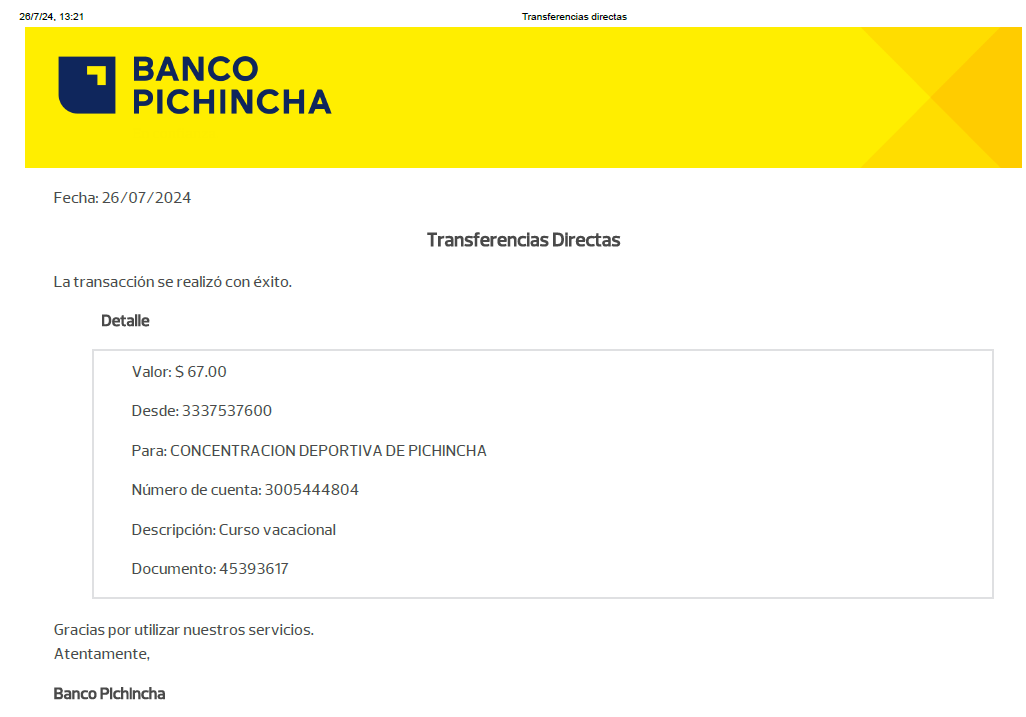 26/7/24, 13:21
Transferencias directas
BANCO
PICHINCHA
Fecha: 26/07/2024
Transferencias Directas
La transacción se realizó con éxito.
Detalle
Valor: $ 67.00
Desde: 3337537600
Para: CONCENTRACION DEPORTIVA DE PICHINCHA
Número de cuenta: 3005444804
Descripción: Curso vacacional
Documento: 45393617
Gracias por utilizar nuestros servicios.
Atentamente,
Banco Pichincha